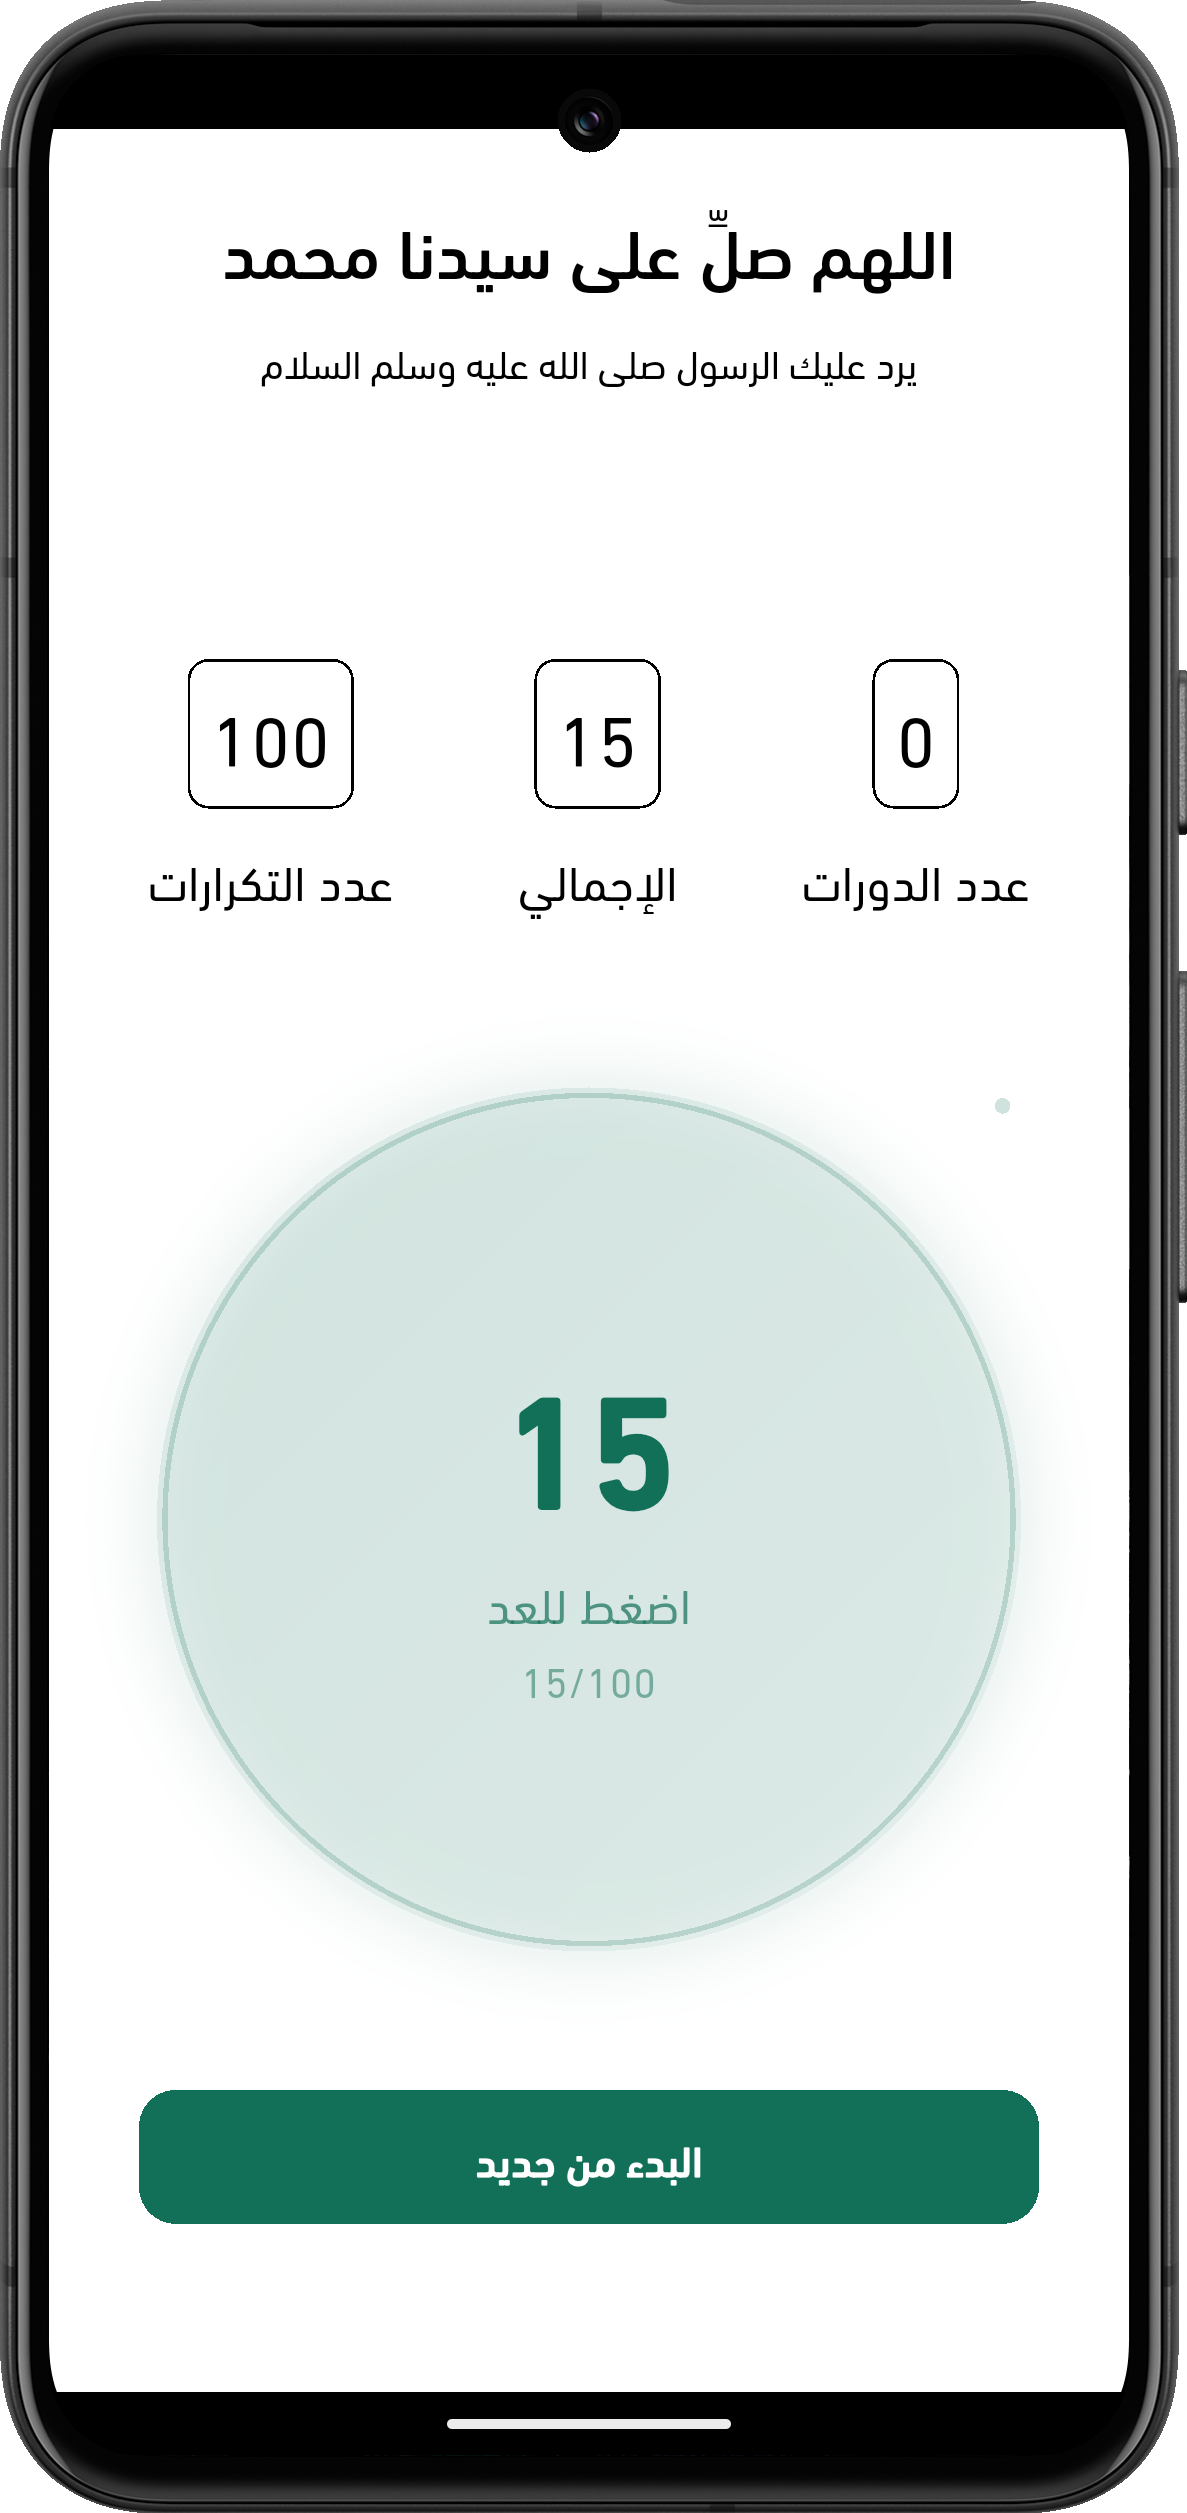 اللهم صلِّ على سيدنا محمد
يرد عليك الرسول صلى الله عليه وسلم السلام
0 15 100
عدد الدورات الإجمالي عدد التكرارات
15
اضغط للعد
15/100
البدء من جديد